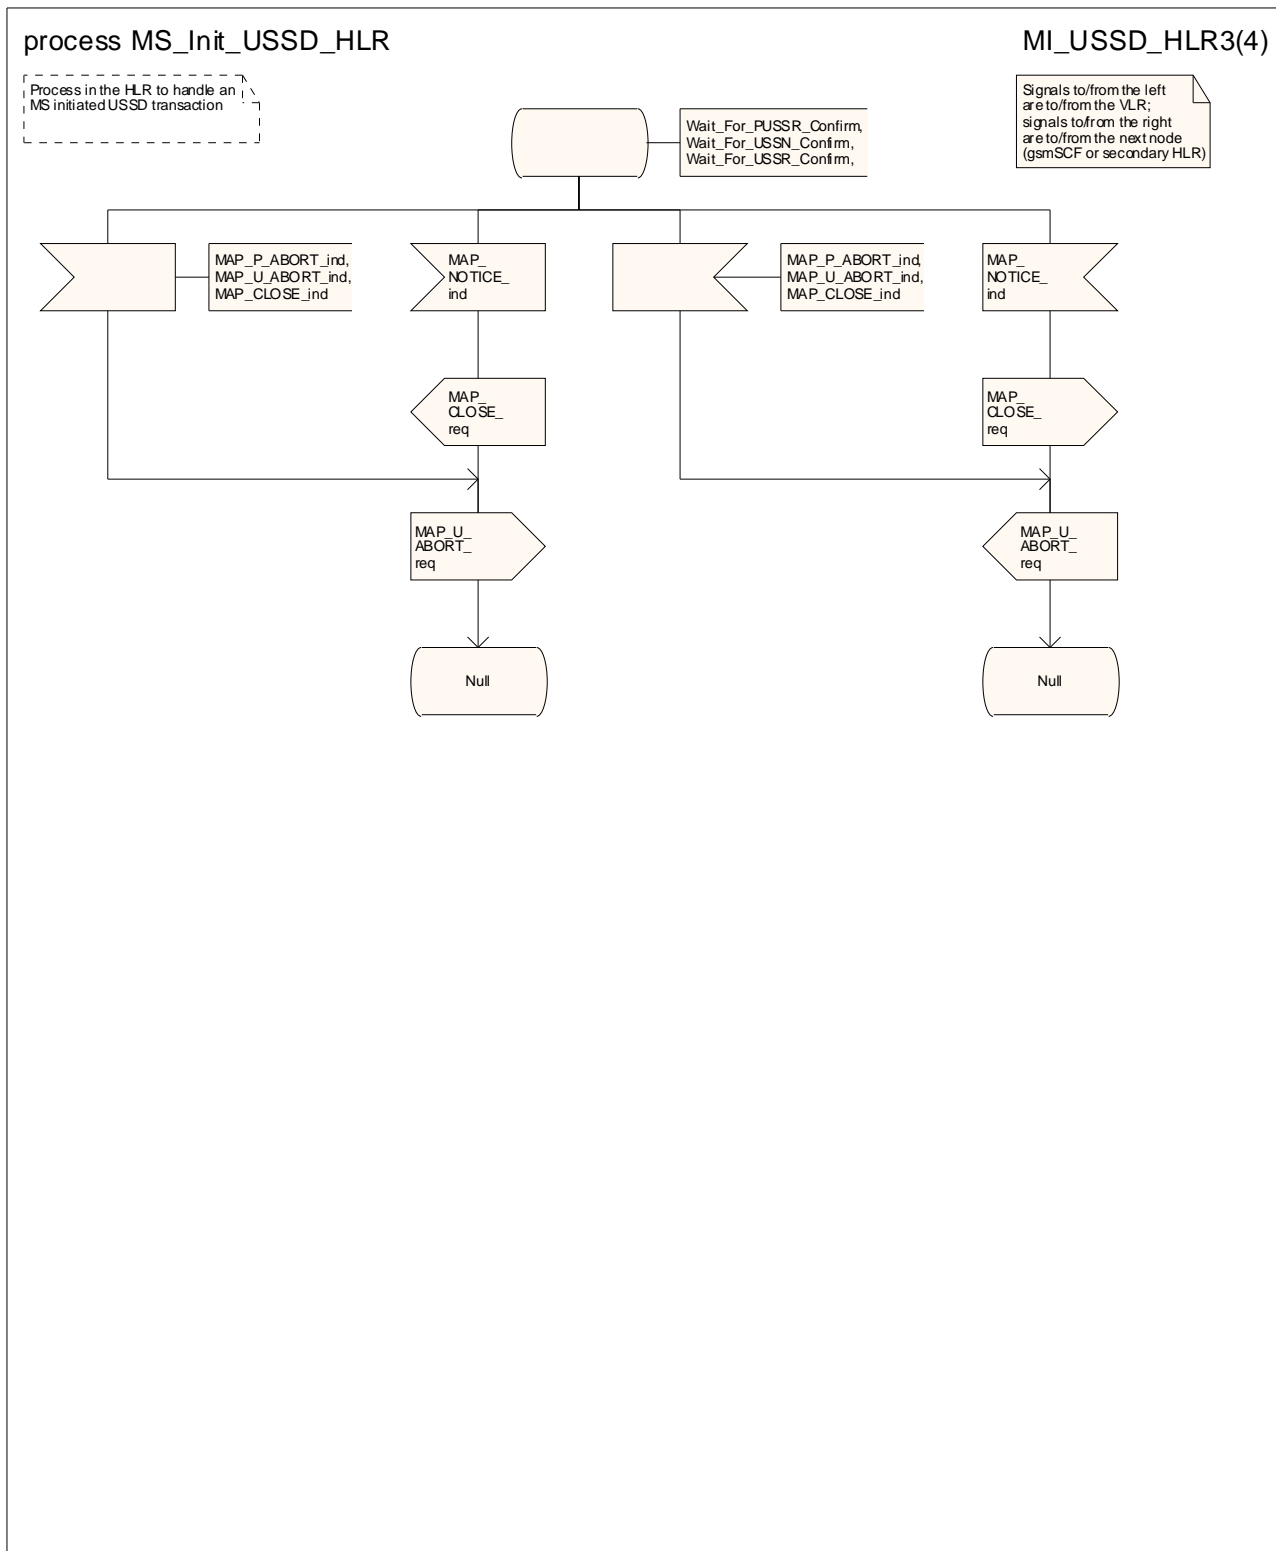 process MS_Init_USSD_HLR
MI_USSD_HLR3(4)
Process in the HLR to handle an
MS initiated USSD transaction
Signals to/from the left
are to/from the VLR;
signals to/from the right
are to/from the next node
(gsmSCF or secondary HLR)
Wait_For_PUSSR_Confirm,
Wait_For_USSN_Confirm,
Wait_For_USSR_Confirm,
MAP_P_ABORT_ind,
MAP_U_ABORT_ind,
MAP_CLOSE_ind
MAP_
NOTICE_
ind
MAP_P_ABORT_ind,
MAP_U_ABORT_ind,
MAP_CLOSE_ind
MAP_
NOTICE_
ind
MAP_
CLOSE_
req
MAP_
CLOSE_
req
MAP_U_
ABORT_
req
MAP_U_
ABORT_
req
Null
Null